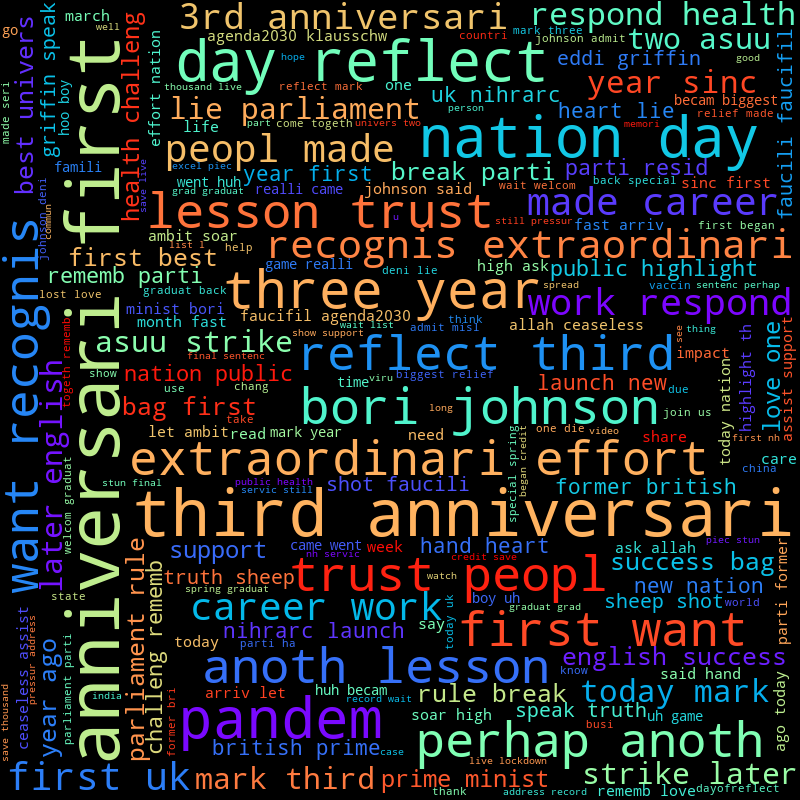 go
march
well
3rd anniversari
agenda2030 klausschw
mark three
countri
johnson admit
respond health
two asuu
good
health challeng
griffin speak
hoo boy
effort nation
day reflect
hope
thousand live
reflect mark
one
eddi griffin
year sinc
becam biggest
relief made
made seri
best univers
lie parliament
life
part
come togeth
univers two
uk nihrarc
person
heart lie
memori
nation day
faucifil
faucili faucifil
famili
excel piec
peopl made
went huh
grad graduat
year first
realli came
break parti
johnson said
wait welcom
parti resid
back special
sinc first
save live
anniversari first
johnson deni
commun
lesson trust
u
still pressur
made career
fast arriv
first began
ambit soar
list l
help
recognis extraordinari
first best
game realli
deni lie
high ask
public highlight
rememb parti
lost love
graduat back
three year
spread
vaccin
sentenc perhap
work respond
minist bori
faucifil agenda2030
month fast
show support
wait list
think
admit misl
allah ceaseless
thing
see
asuu strike
final sentenc
reflect third
impact
love one
assist support
highlight th
want recognis
later english
togeth rememb
show
nation public
chang
time
viru
biggest relief
launch new
due
use
bag first
take
bori johnson
long
join us
let ambit
read
mark year
need
one die
video
share
today nation
first nh
extraordinari effort
special spring
began credit
care
china
welcom graduat
stun final
public health
servic still
shot faucili
former british
third anniversari
piec stun
support
came went
week
nh servic
hand heart
credit save
ask allah
success bag
truth sheep
spring graduat
trust peopl
watch
new nation
parliament rule
challeng rememb
state
career work
boy uh
graduat grad
sheep shot
world
parti former
nihrarc launch
say
today uk
first want
today
parti ha
anoth lesson
english success
know
said hand
ceaseless assist
pressur address
year ago
parliament parti
india
arriv let
huh becam
record wait
rule break
today mark
former bri
pandem
soar high
speak truth
uh game
busi
ago today
save thousand
british prime
case
perhap anoth
live lockdown
first uk
mark third
prime minist
strike later
thank
address record
rememb love
dayofreflect